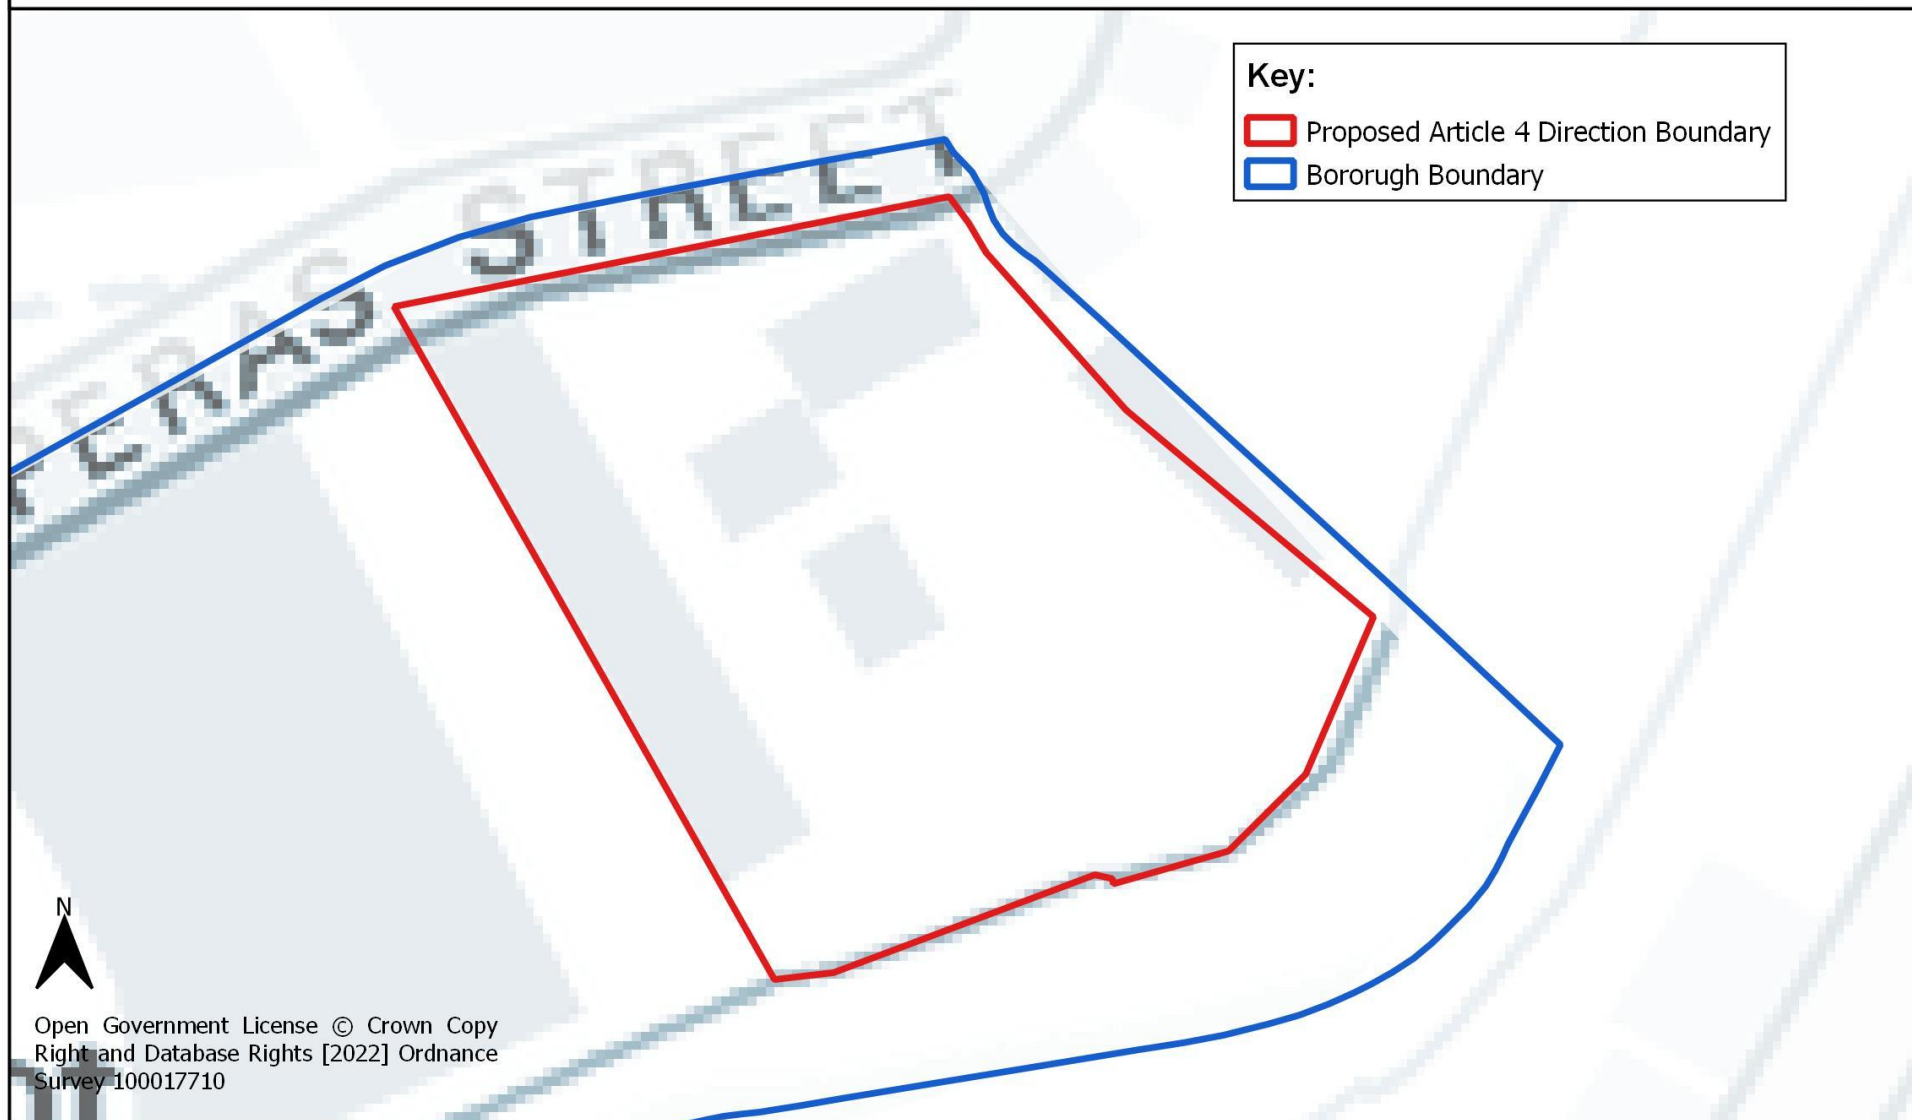 Key:
Proposed Article 4 Direction Boundary
Bororugh Boundary
STREET
N
Open Government License © Crown Copy
Right and Database Rights [2022] Ordnance
Survey 100017710